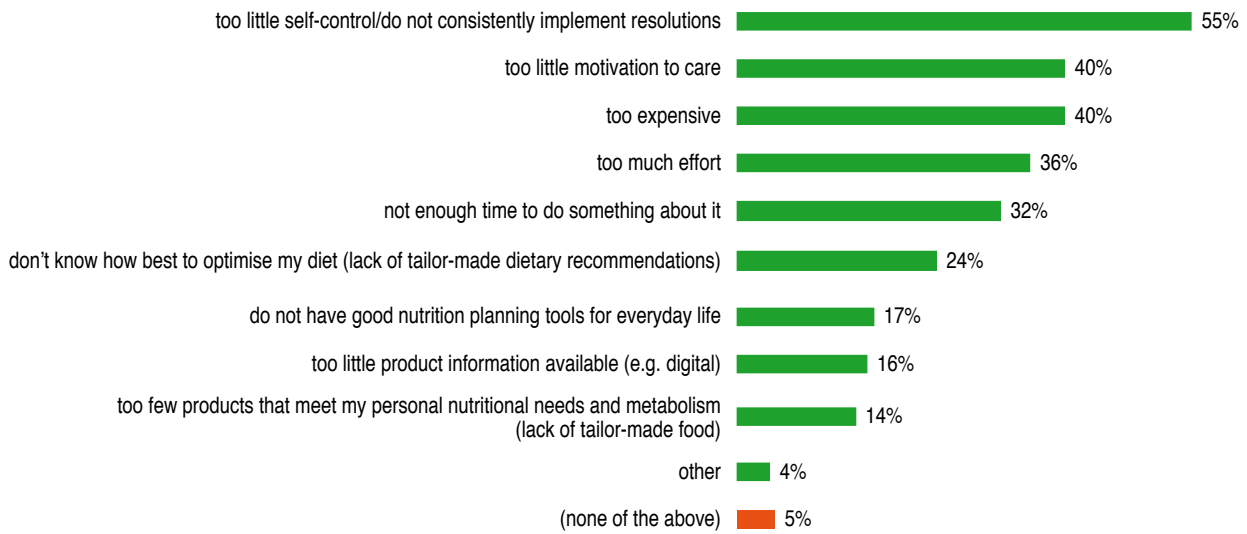 too little self-control/do not consistently implement resolutions 55%
too little motivation to care 40%
too expensive 40%
too much effort 36%
not enough time to do something about it 32%
don't know how best to optimise my diet (lack of tailor-made dietary recommendations) 24%
do not have good nutrition planning tools for everyday life 17%
too little product information available (e.g. digital) 16%
too few products that meet my personal nutritional needs and metabolism
(lack of tailor-made food) 14%
other 4%
(none of the above) 5%